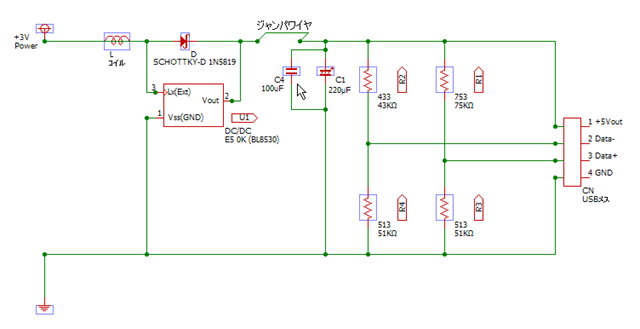 ジャンパワイヤ
+3V
Power
L
コイル
D
SCHOTTKY-D 1N5819
3
Lx(Ext)
Vout
2
1
Vss(GND)
U1
DC/DC
E5 0K (BL8530)
C4
100uF
C1
220μF
R2
433
43KΩ
R1
753
75KΩ
R4
513
51KΩ
R3
513
51KΩ
1 +5Vout
2 Data-
3 Data+
4 GND
CN
USBメス